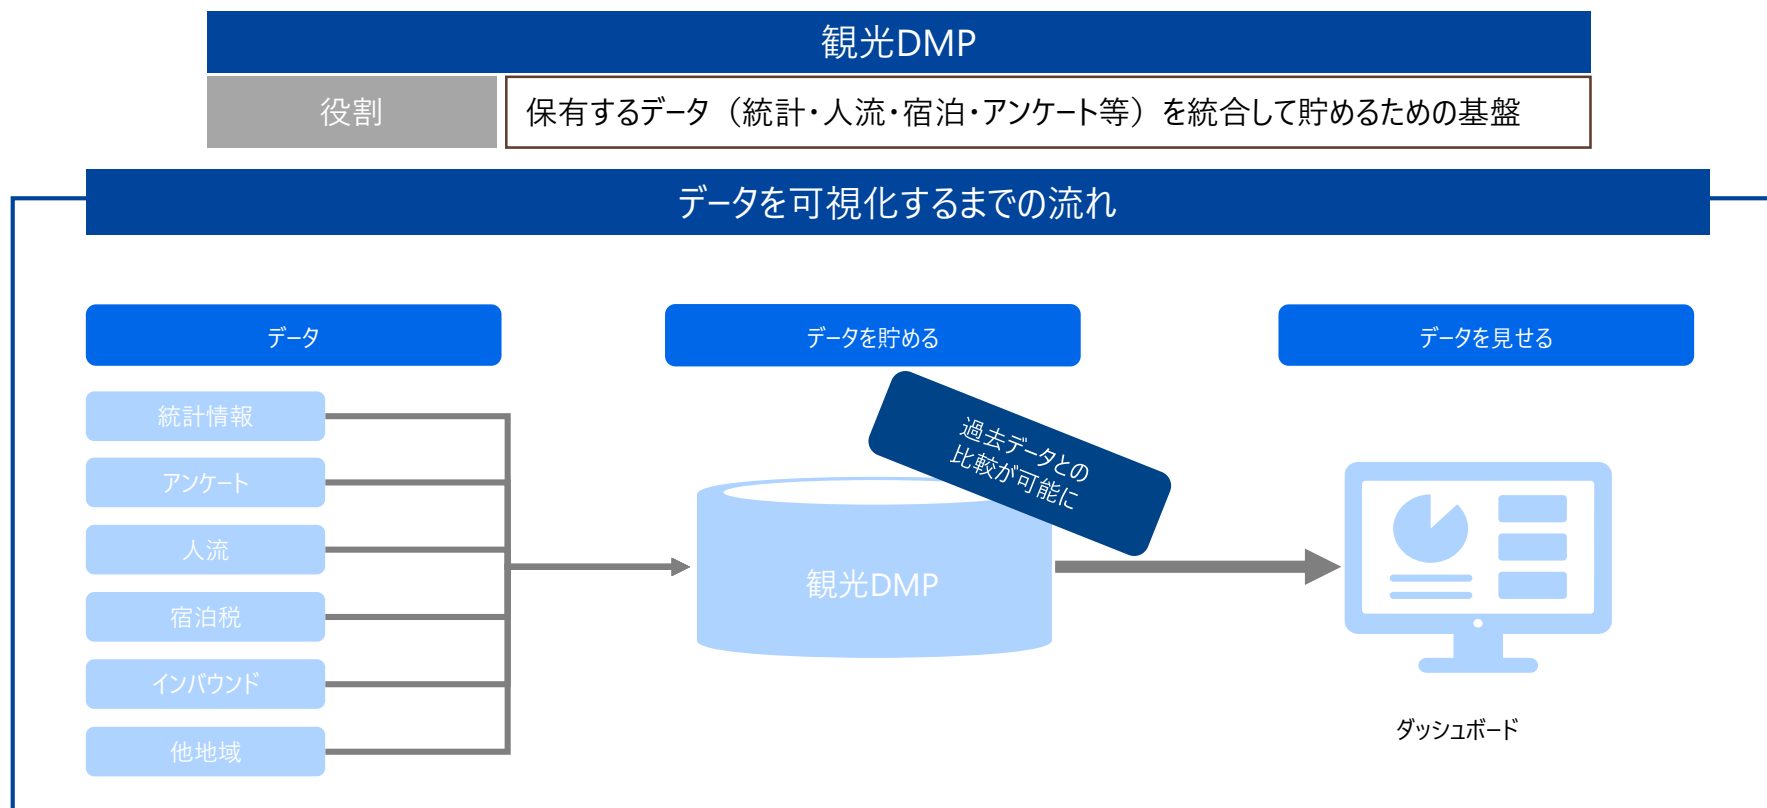 観光DMP
役割
保有するデータ（統計・人流・宿泊・アンケート等）を統合して貯めるための基盤
データを可視化するまでの流れ
データ
データを貯める
データを見せる
統計情報
アンケート
人流
宿泊税
インバウンド
他地域
過去データとの
比較が可能に
観光DMP
ダッシュボード